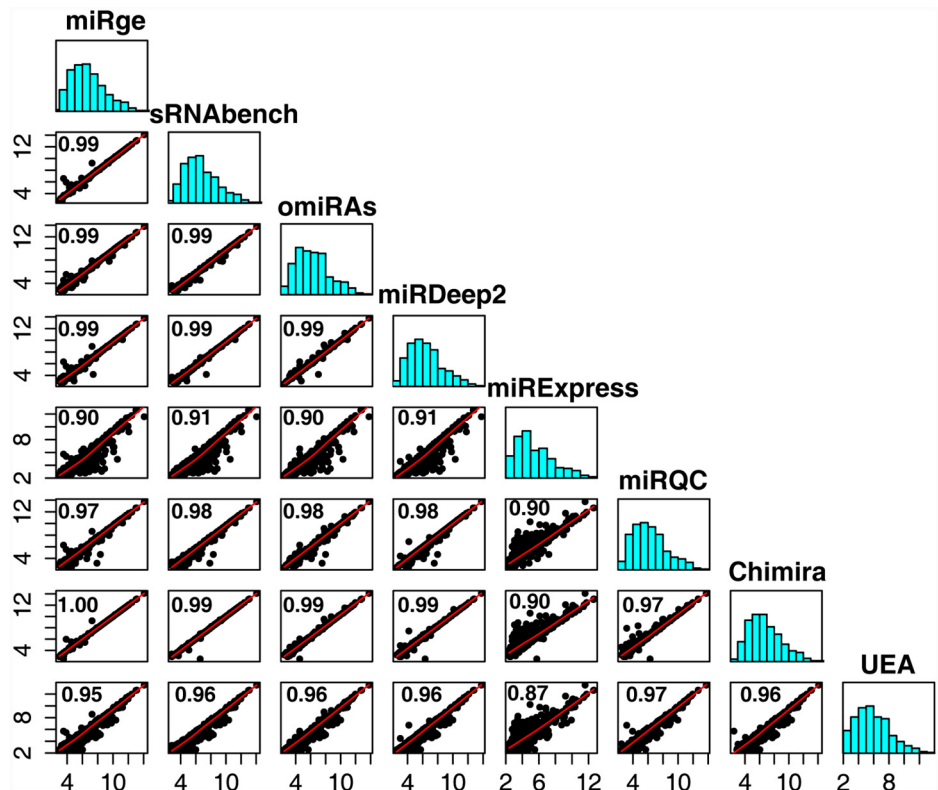 miRge
sRNAbench
12 4 0.99
omiRAs
12 4 0.99 0.99
miRDeep2
12 4 0.99 0.99 0.99
miRExpress
8 2 0.90 0.91 0.90 0.91
miRQC
12 4 0.97 0.98 0.98 0.98 0.90
Chimira
12 4 1.00 0.99 0.99 0.99 0.90 0.97
UEA
8 2 0.95 0.96 0.96 0.96 0.87 0.97 0.96
4 10 4 10 4 10 4 10 2 6 12 4 10 4 10 2 8